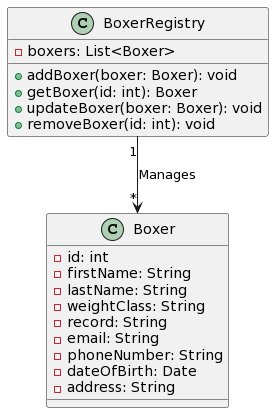 C BoxerRegistry
boxers: List<Boxer>
addBoxer(boxer: Boxer): void
getBoxer(id: int): Boxer
updateBoxer(boxer: Boxer): void
removeBoxer(id: int): void
1
Manages
*
C Boxer
id: int
firstName: String
lastName: String
weightClass: String
record: String
email: String
phoneNumber: String
dateOfBirth: Date
address: String